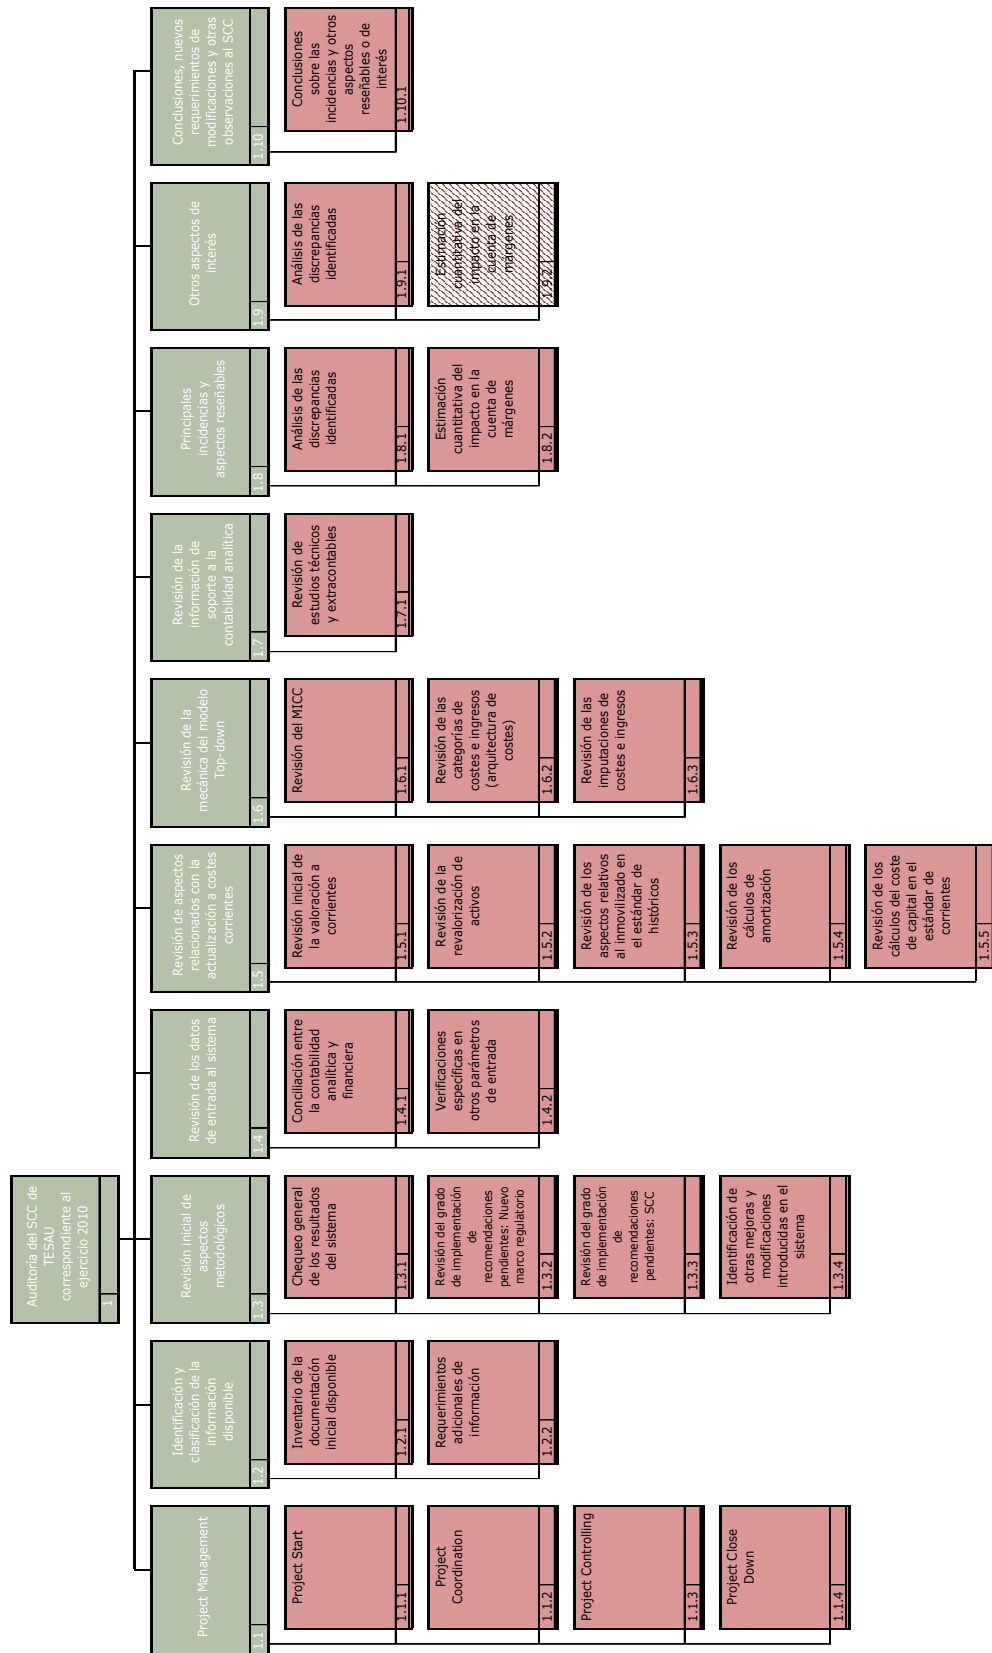 Auditoría del SCC de
TESAU
correspondiente al
ejercicio 2010
1
Project Management
1.1
Project Start
1.1.1
Project
Coordination
1.1.2
Project Controlling
1.1.3
Project Close
Down
1.1.4
Identificación y
clasificación de la
información
disponible
1.2
Inventario de la
documentación
inicial disponible
1.2.1
Requerimientos
adicionales de
información
1.2.2
Revisión inicial de
aspectos
metodológicos
1.3
Chequeo general
de los resultados
del sistema
1.3.1
Revisión del grado
de implementación
de
recomendaciones
pendientes: Nuevo
marco regulatorio
1.3.2
Revisión del grado
de implementación
de
recomendaciones
pendientes: SCC
1.3.3
Identificación de
otras mejoras y
modificaciones
introducidas en el
sistema
1.3.4
Revisión de los datos
de entrada al sistema
1.4
Conciliación entre
la contabilidad
analítica y
financiera
1.4.1
Verificaciones
específicas en
otros parámetros
de entrada
1.4.2
Revisión de aspectos
relacionados con la
actualización a costes
corrientes
1.5
Revisión inicial de
la valoración a
corrientes
1.5.1
Revisión de la
revalorización de
activos
1.5.2
Revisión de los
aspectos relativos
al inmovilizado en
el estándar de
históricos
1.5.3
Revisión de los
cálculos de
amortización
1.5.4
Revisión de los
cálculos del coste
de capital en el
estándar de
corrientes
1.5.5
Revisión de la
mecánica del modelo
Top-down
1.6
Revisión del MICC
1.6.1
Revisión de las
categorías de
costes e ingresos
(arquitectura de
costes)
1.6.2
Revisión de las
imputaciones de
costes e ingresos
1.6.3
Revisión de la
información de
soporte a la
contabilidad analítica
1.7
Revisión de
estudios técnicos
y extracontables
1.7.1
Principales
incidencias y
aspectos reseñables
1.8
Análisis de las
discrepancias
identificadas
1.8.1
Estimación
cuantitativa del
impacto en la
cuenta de
márgenes
1.8.2
Otros aspectos de
interés
1.9
Análisis de las
discrepancias
identificadas
1.9.1
Estimación
cuantitativa del
impacto en la
cuenta de
márgenes
1.9.2
Conclusiones, nuevos
requerimientos de
modificaciones y otras
observaciones al SCC
1.10
Conclusiones
sobre las
incidencias y otros
aspectos
reseñables o de
interés
1.10.1